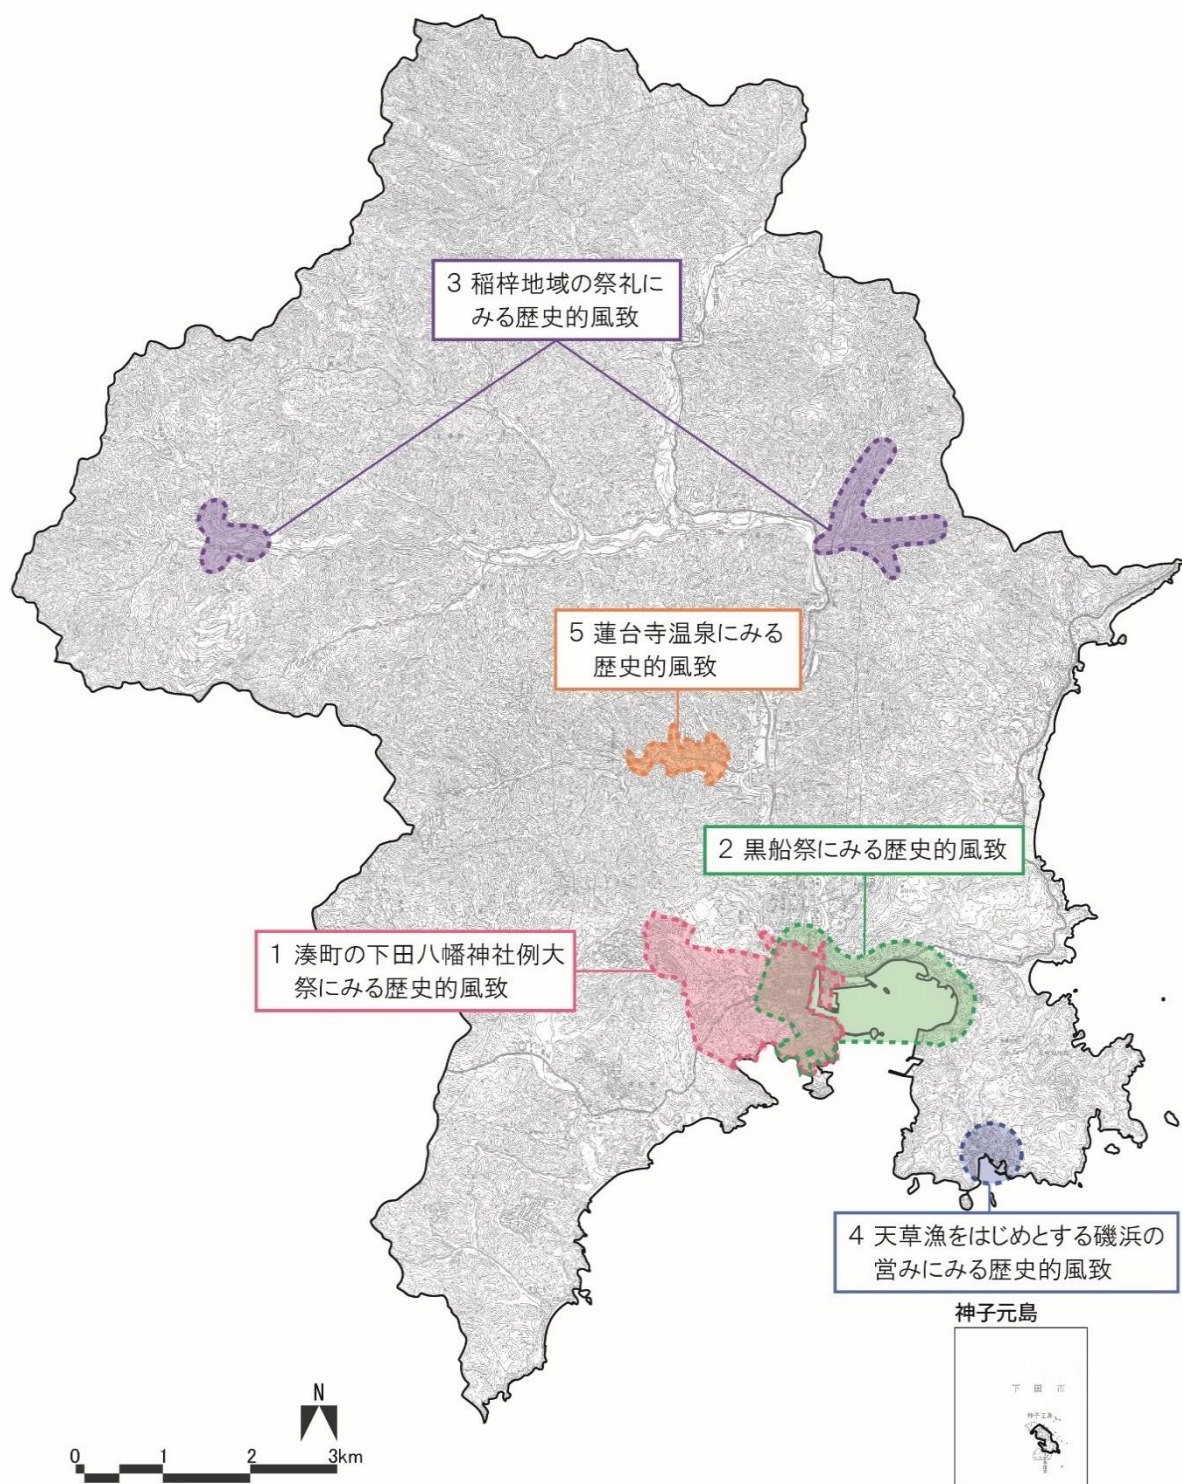 3 稲梓地域の祭礼に
みる歴史的風致
5 蓮台寺温泉にみる
歴史的風致
2 黒船祭にみる歴史的風致
1 湊町の下田八幡神社例大
祭にみる歴史的風致
4 天草漁をはじめとする磯浜の
営みにみる歴史的風致
神子元島
下 田 市
神子元島
N
0 1 2 3km